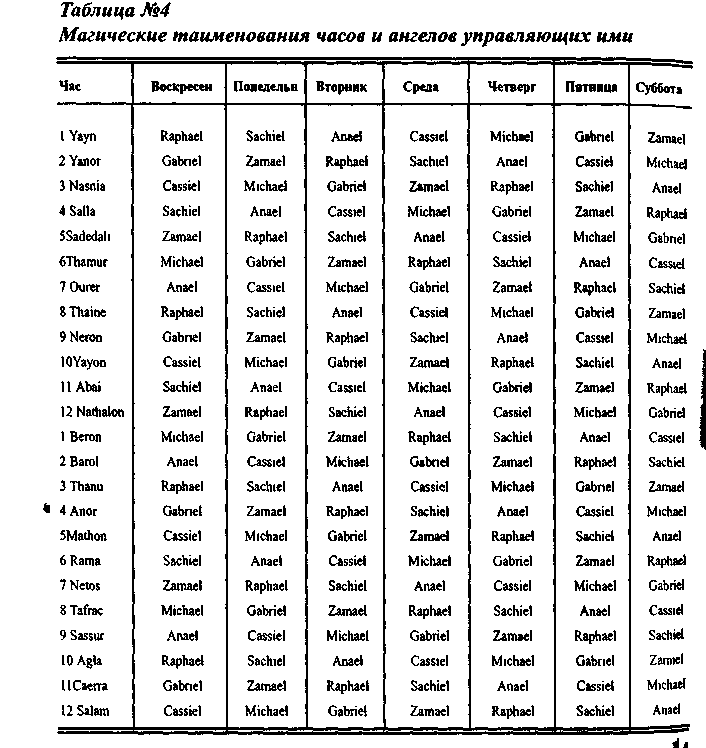 Таблица №4
Магические таименования часов и ангелов управляющих ими
Час Воскресен Понедельн Вторник Среда Четверг Пятница Суббота
1 Yayn Raphael Sachiel Anael Cassiel Michael Gabriel Zamael
2 Yanor Gabriel Zamael Raphael Sachiel Anael Cassiel Michael
3 Nasnia Cassiel Michael Gabriel Zamael Raphael Sachiel Anael
4 Salla Sachiel Anael Cassiel Michael Gabriel Zamael Raphael
5Sadedali Zamael Raphael Sachiel Anael Cassiel Michael Gabriel
6Thamur Michael Gabriel Zamael Raphael Sachiel Anael Cassiel
7 Ourer Anael Cassiel Michael Gabriel Zamael Raphael Sachiel
8 Thaine Raphael Sachiel Anael Cassiel Michael Gabriel Zamael
9 Neron Gabriel Zamael Raphael Sachiel Anael Cassiel Michael
10Yayon Cassiel Michael Gabriel Zamael Raphael Sachiel Anael
11 Abai Sachiel Anael Cassiel Michael Gabriel Zamael Raphael
12 Nathalon Zamael Raphael Sachiel Anael Cassiel Michael Gabriel
1 Beron Michael Gabriel Zamael Raphael Sachiel Anael Cassiel
2 Barol Anael Cassiel Michael Gabriel Zamael Raphael Sachiel
3 Thanu Raphael Sachiel Anael Cassiel Michael Gabriel Zamael
4 Anor Gabriel Zamael Raphael Sachiel Anael Cassiel Michael
5Mathon Cassiel Michael Gabriel Zamael Raphael Sachiel Anael
6 Rama Sachiel Anael Cassiel Michael Gabriel Zamael Raphael
7 Netos Zamael Raphael Sachiel Anael Cassiel Michael Gabriel
8 Tafrac Michael Gabriel Zamael Raphael Sachiel Anael Cassiel
9 Sassur Anael Cassiel Michael Gabriel Zamael Raphael Sachiel
10 Agla Raphael Sachiel Anael Cassiel Michael Gabriel Zamiel
11Caerra Gabriel Zamael Raphael Sachiel Anael Cassiel Michael
12 Salam Cassiel Michael Gabriel Zamael Raphael Sachiel Anael